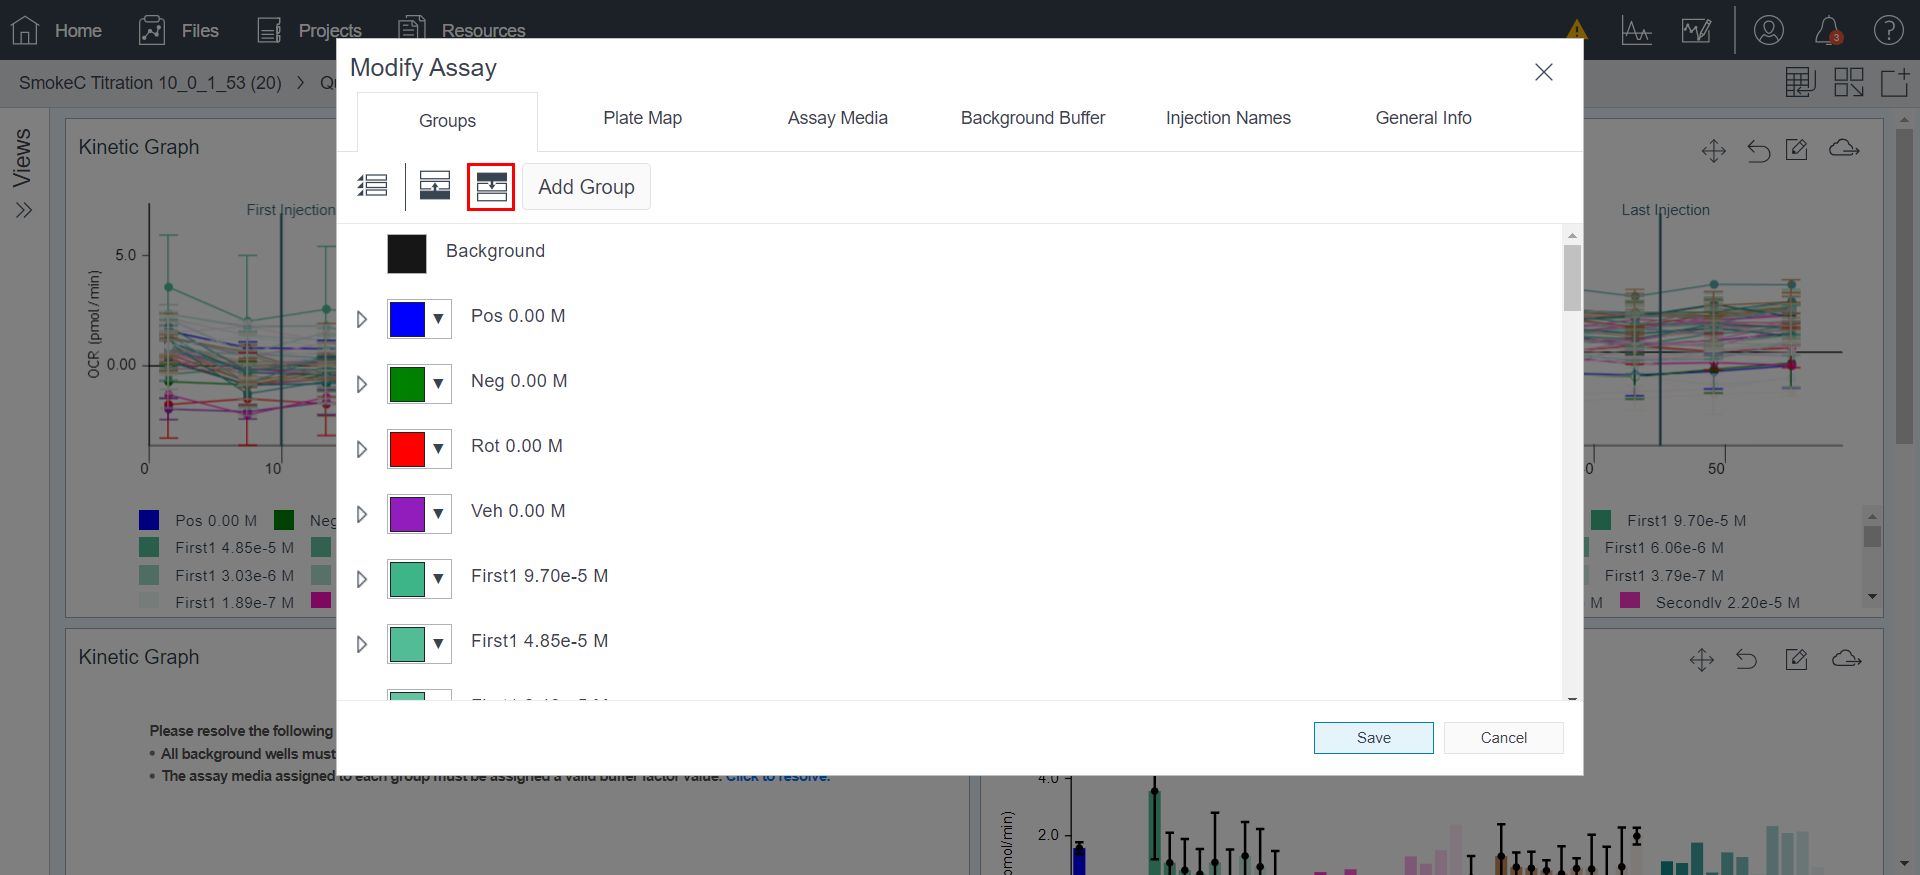 Home Files Projects Resources 3
SmokeC Titration 10_0_1_53 (20) > Qu
Modify Assay
Groups Plate Map Assay Media Background Buffer Injection Names General Info
Add Group
Views
Kinetic Graph
First Injection
5.0
0.00
OCR (pmol/min)
0 10
Pos 0.00 M Neg
First1 4.85e-5 M
First1 3.03e-6 M
First1 1.89e-7 M
Background
Pos 0.00 M
Neg 0.00 M
Rot 0.00 M
Veh 0.00 M
First1 9.70e-5 M
First1 4.85e-5 M
Save Cancel
Last Injection
0 50
First1 9.70e-5 M
First1 6.06e-6 M
First1 3.79e-7 M
M Secondly 2.20e-5 M
Kinetic Graph
Please resolve the following
• All background wells must
• The assay media assigned to each group must be assigned a valid buffer factor value. Click to resolve.
4.0
2.0
omol/min)